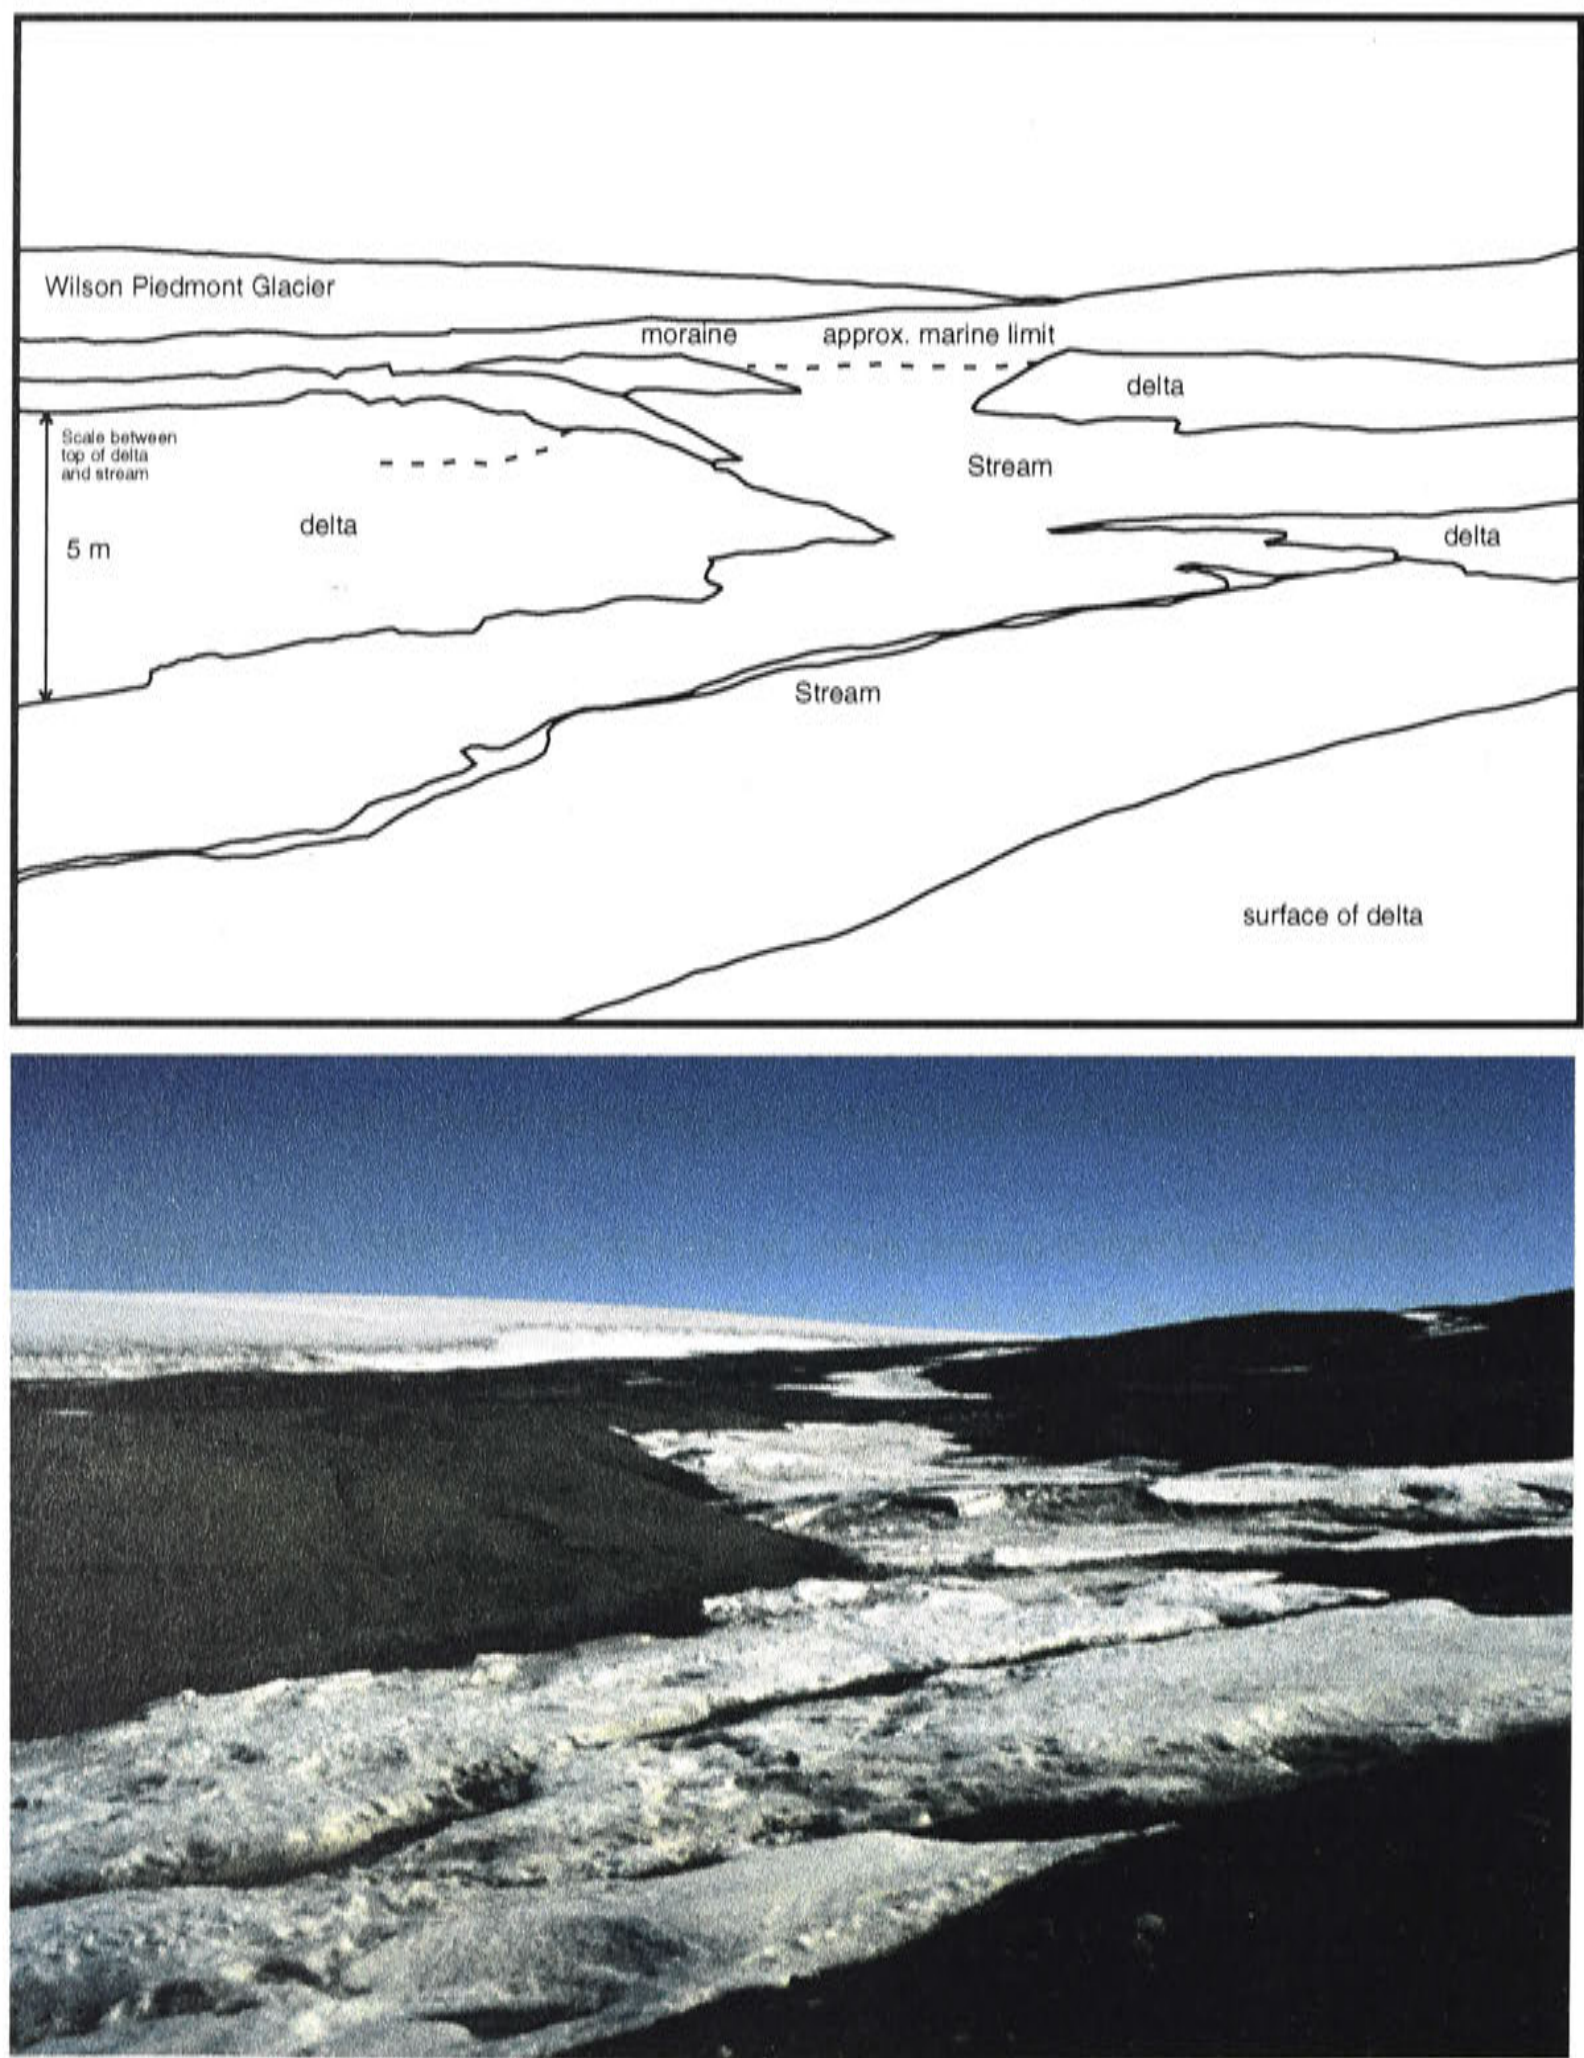 Wilson Piedmont Glacier
moraine
approx. marine limit
delta
Scale between
top of delta
and stream
Stream
delta
delta
5 m
Stream
surface of delta